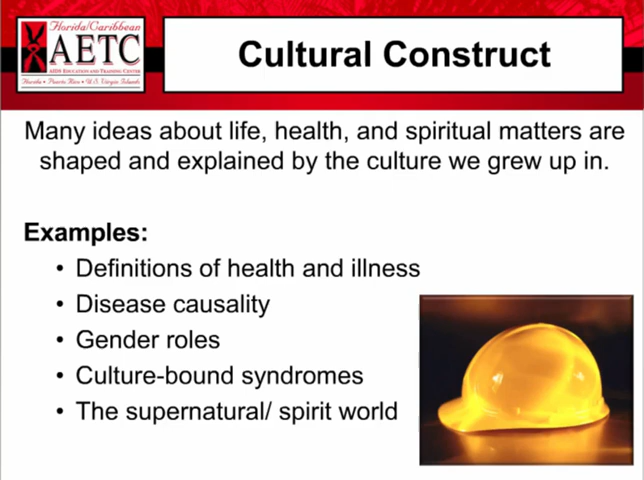 Florida/Caribbean
AETC
AIDS EDUCATION AND TRAINING CENTER
Florida • Puerto Rico • U.S. Virgin Islands
Cultural Construct
Many ideas about life, health, and spiritual matters are
shaped and explained by the culture we grew up in.
Examples:
• Definitions of health and illness
• Disease causality
• Gender roles
• Culture-bound syndromes
• The supernatural/ spirit world